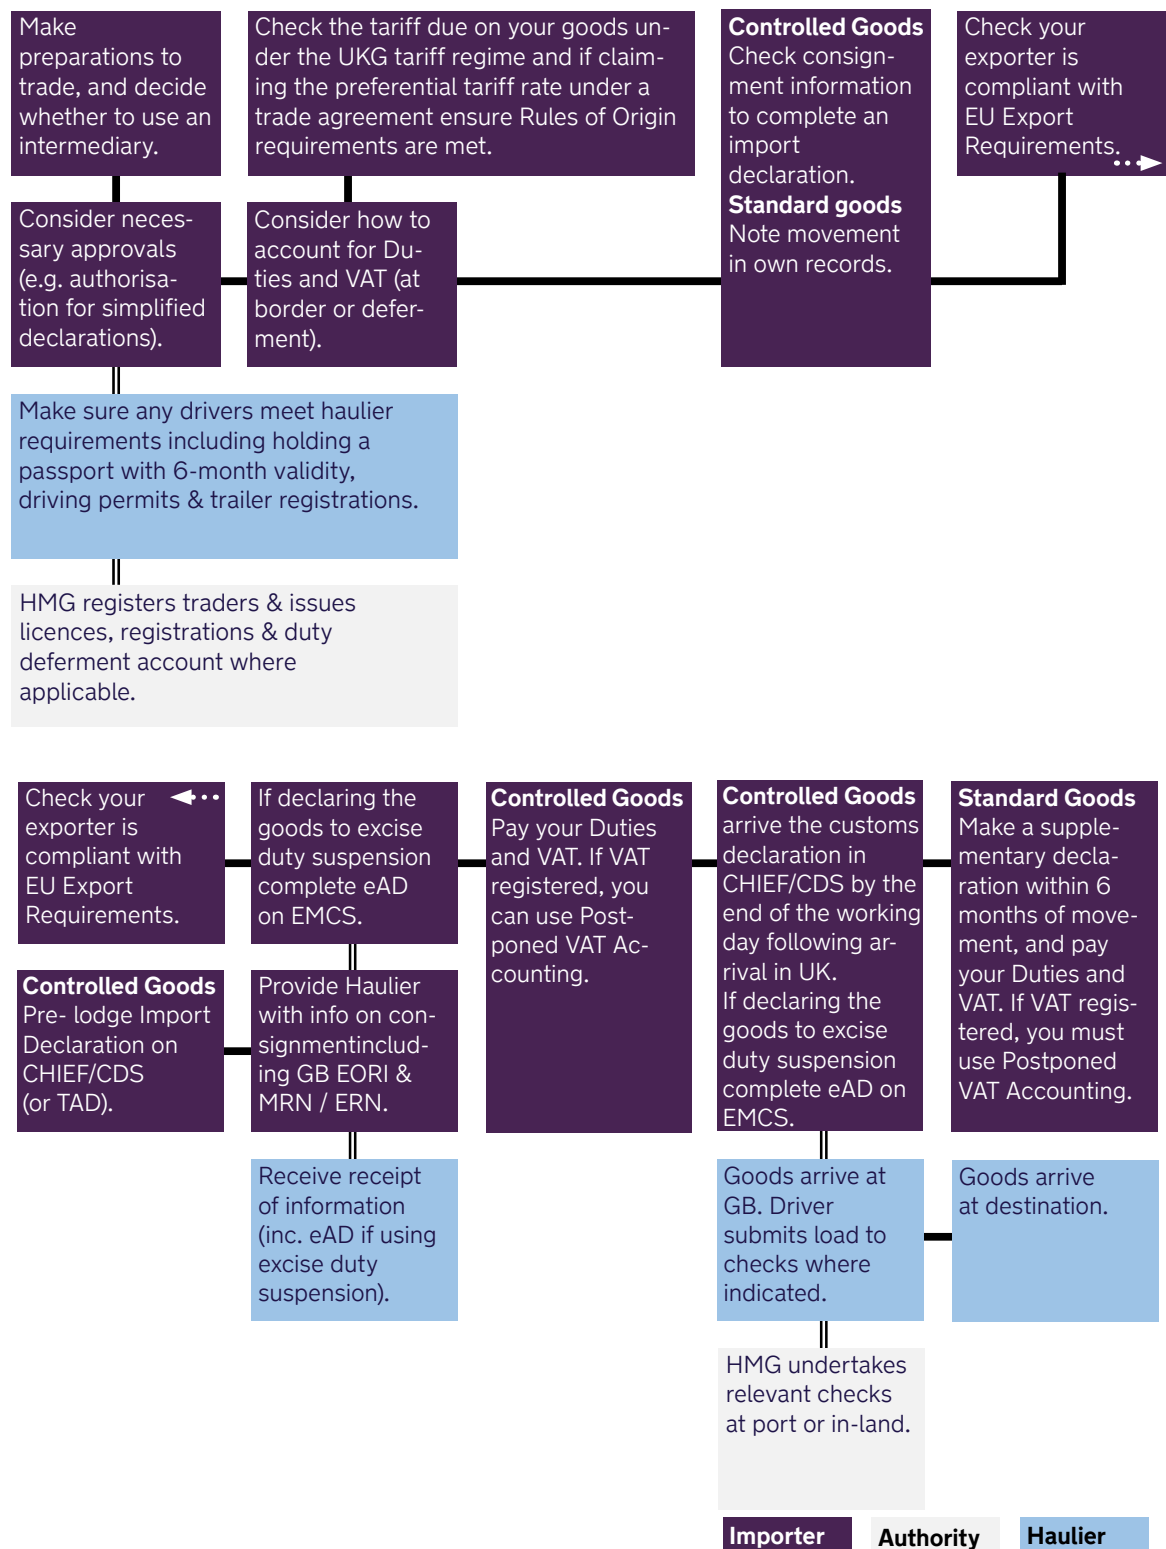 Make
preparations to
trade, and decide
whether to use an
intermediary.
Check the tariff due on your goods un-
der the UKG tariff regime and if claim-
ing the preferential tariff rate under a
trade agreement ensure Rules of Origin
requirements are met.
Controlled Goods
Check consign-
ment information
to complete an
import
declaration.
Standard goods
Note movement
in own records.
Check your
exporter is
compliant with
EU Export
Requirements.
Consider neces-
sary approvals
(e.g. authorisa-
tion for simplified
declarations).
Consider how to
account for Du-
ties and VAT (at
border or defer-
ment).
Make sure any drivers meet haulier
requirements including holding a
passport with 6-month validity,
driving permits & trailer registrations.
HMG registers traders & issues
licences, registrations & duty
deferment account where
applicable.
Check your
exporter is
compliant with
EU Export
Requirements.
If declaring the
goods to excise
duty suspension
complete eAD
on EMCS.
Controlled Goods
Pay your Duties
and VAT. If VAT
registered, you
can use Post-
poned VAT Ac-
counting.
Controlled Goods
arrive the customs
declaration in
CHIEF/CDS by the
end of the working
day following ar-
rival in UK.
If declaring the
goods to excise
duty suspension
complete eAD on
EMCS.
Standard Goods
Make a supple-
mentary decla-
ration within 6
months of move-
ment, and pay
your Duties and
VAT. If VAT regis-
tered, you must
use Postponed
VAT Accounting.
Controlled Goods
Pre- lodge Import
Declaration on
CHIEF/CDS
(or TAD).
Provide Haulier
with info on con-
signmentinclud-
ing GB EORI &
MRN / ERN.
Receive receipt
of information
(inc. eAD if using
excise duty
suspension).
Goods arrive at
GB. Driver
submits load to
checks where
indicated.
Goods arrive
at destination.
HMG undertakes
relevant checks
at port or in-land.
Importer
Authority
Haulier